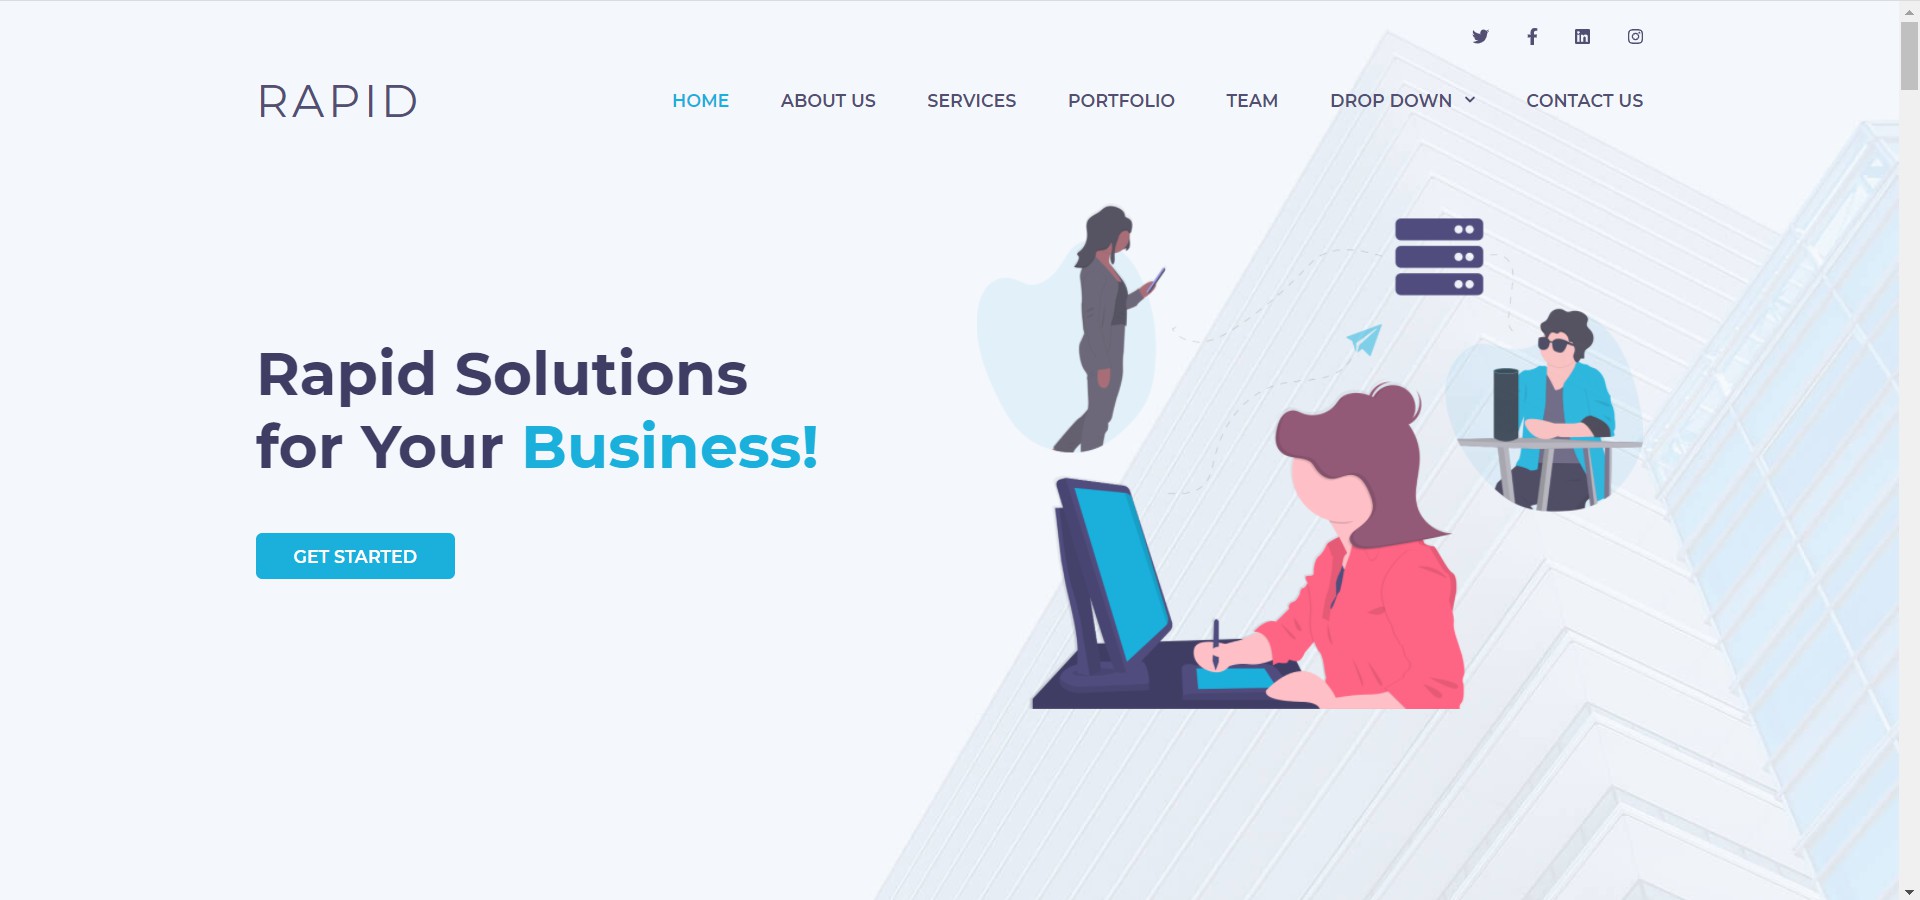 RAPID
HOME ABOUT US SERVICES PORTFOLIO TEAM DROP DOWN CONTACT US
Rapid Solutions
for Your Business!
GET STARTED